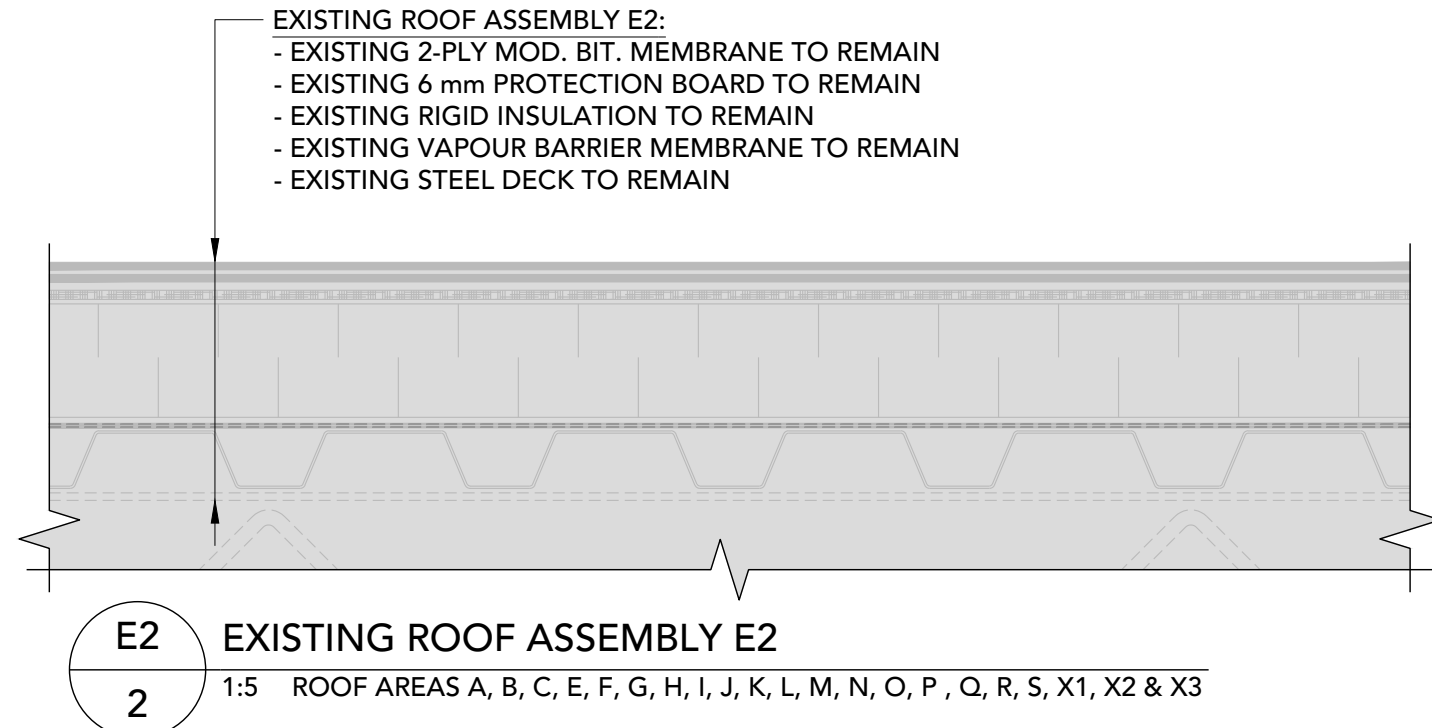 EXISTING ROOF ASSEMBLY E2:
- EXISTING 2-PLY MOD. BIT. MEMBRANE TO REMAIN
- EXISTING 6 mm PROTECTION BOARD TO REMAIN
- EXISTING RIGID INSULATION TO REMAIN
- EXISTING VAPOUR BARRIER MEMBRANE TO REMAIN
- EXISTING STEEL DECK TO REMAIN
E2 EXISTING ROOF ASSEMBLY E2
2 1:5 ROOF AREAS A, B, C, E, F, G, H, I, J, K, L, M, N, O, P , Q, R, S, X1, X2 & X3